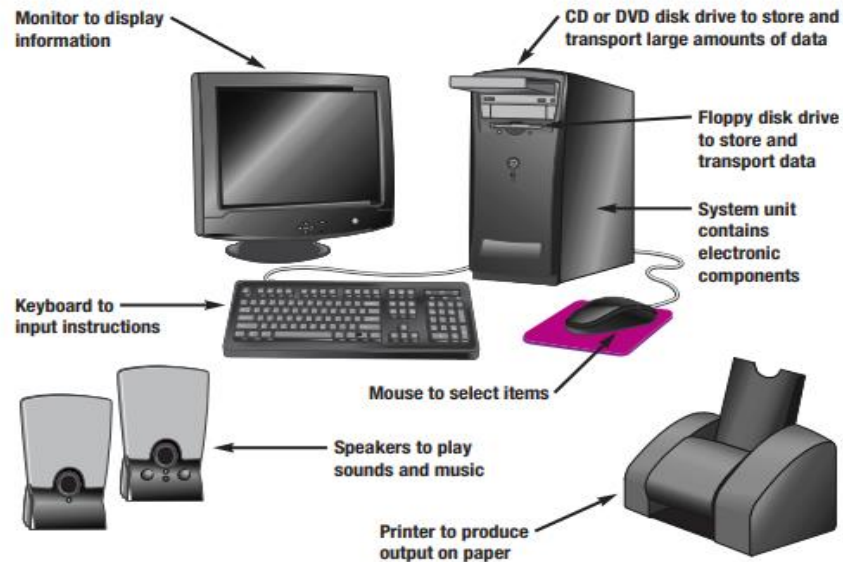 Monitor to display
information
CD or DVD disk drive to store and
transport large amounts of data
Floppy disk drive
to store and
transport data
System unit
contains
electronic
components
Keyboard to
input instructions
Mouse to select items
Speakers to play
sounds and music
Printer to produce
output on paper